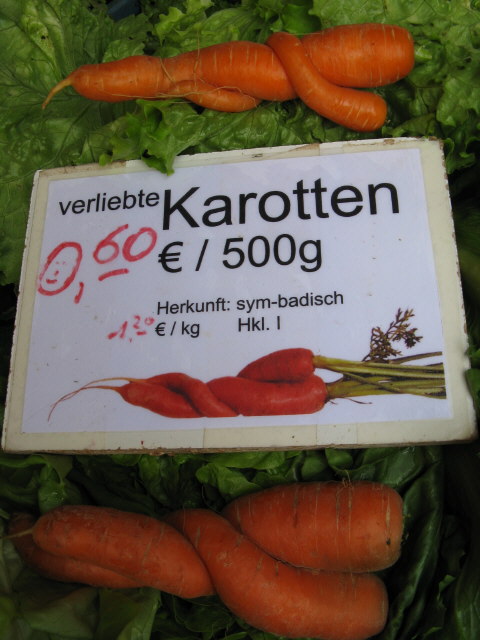 verliebte Karotten
0,60 € / 500g
Herkunft: sym-badisch
1,20 € / kg Hkl. I